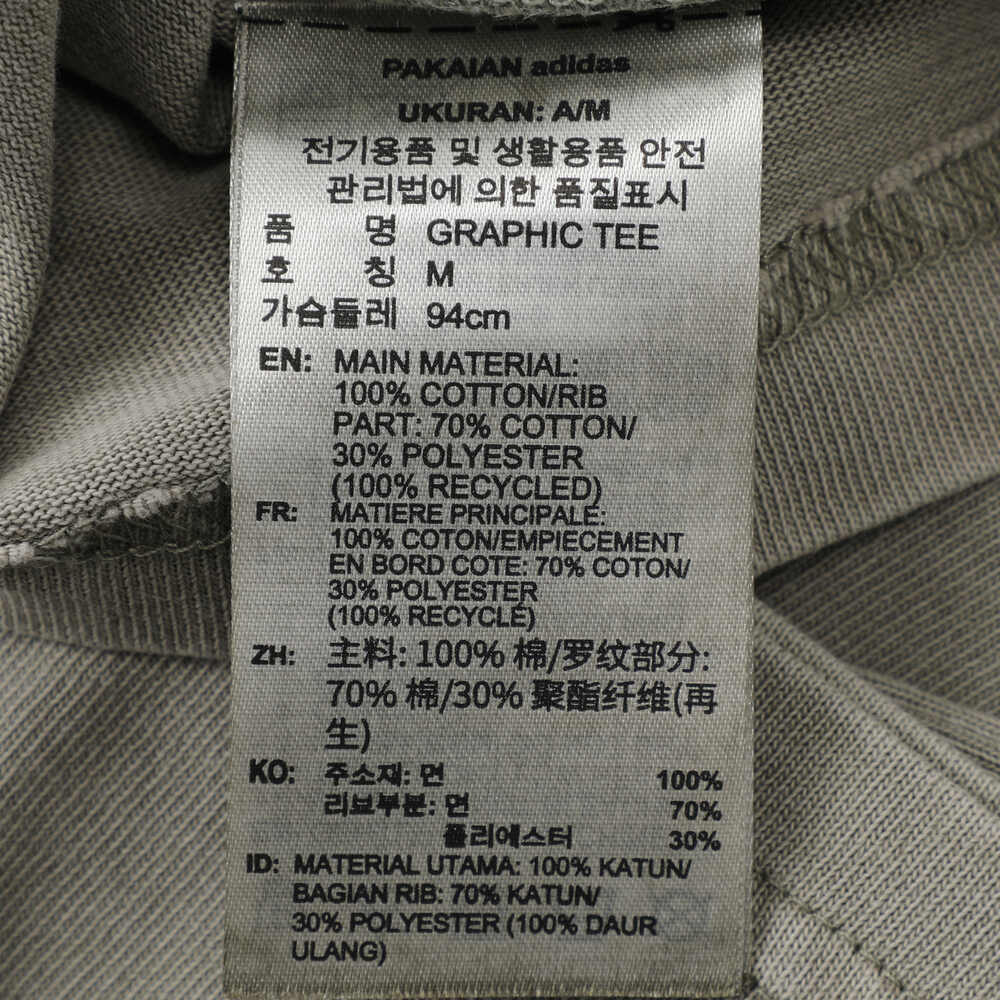 PAKAIAN adidas
UKURAN: A/M
전기용품 및 생활용품 안전
관리법에 의한 품질표시
품 명 GRAPHIC TEE
호 칭 M
가슴둘레 94cm
EN: MAIN MATERIAL:
100% COTTON/RIB
PART: 70% COTTON/
30% POLYESTER
(100% RECYCLED)
FR: MATIERE PRINCIPALE:
100% COTON/EMPIECEMENT
EN BORD COTE: 70% COTON/
30% POLYESTER
(100% RECYCLÉ)
ZH: 主料: 100% 棉/罗纹部分:
70% 棉/30% 聚酯纤维(再
生)
KO: 주소재: 면 100%
리브부분: 면 70%
폴리에스터 30%
ID: MATERIAL UTAMA: 100% KATUN/
BAGIAN RIB: 70% KATUN/
30% POLYESTER (100% DAUR
ULANG)